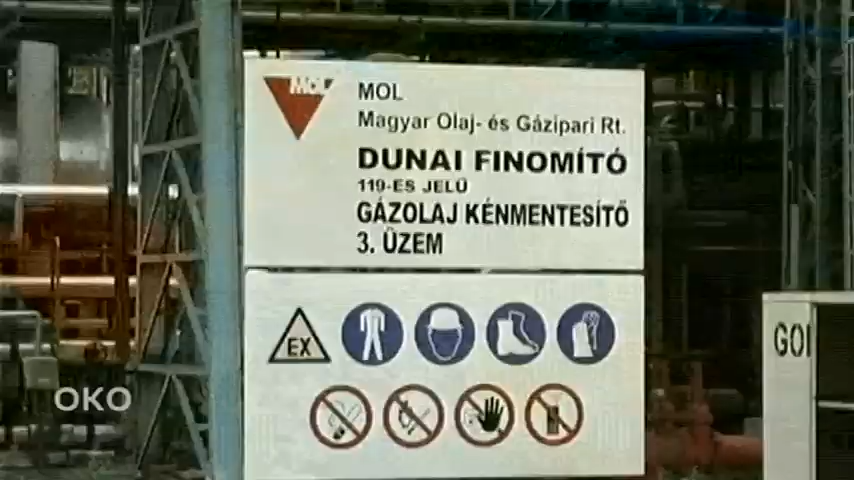 MOL
MOL
Magyar Olaj- és Gázipari Rt.
DUNAI FINOMÍTÓ
119-ES JELŰ
GÁZOLAJ KÉNMENTESÍTŐ
3. ÜZEM
EX
GOI
OKO